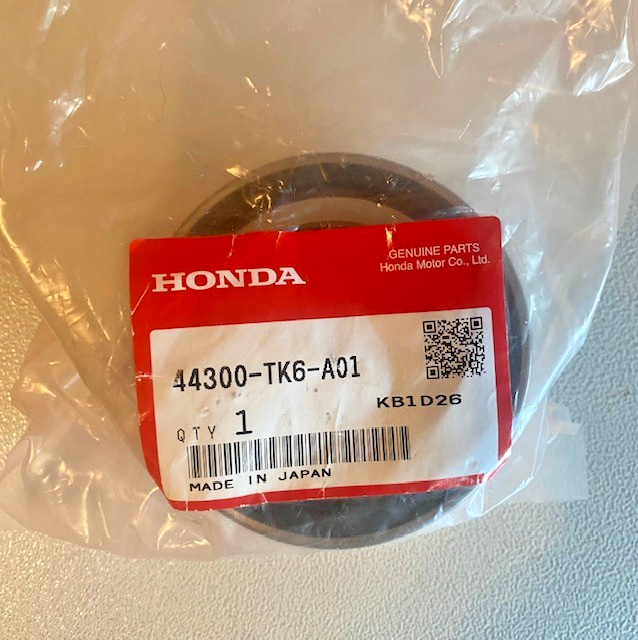 GENUINE PARTS
HONDA Honda Motor Co., Ltd.
44300-TK6-A01
KB1D26
QTY 1
MADE IN JAPAN